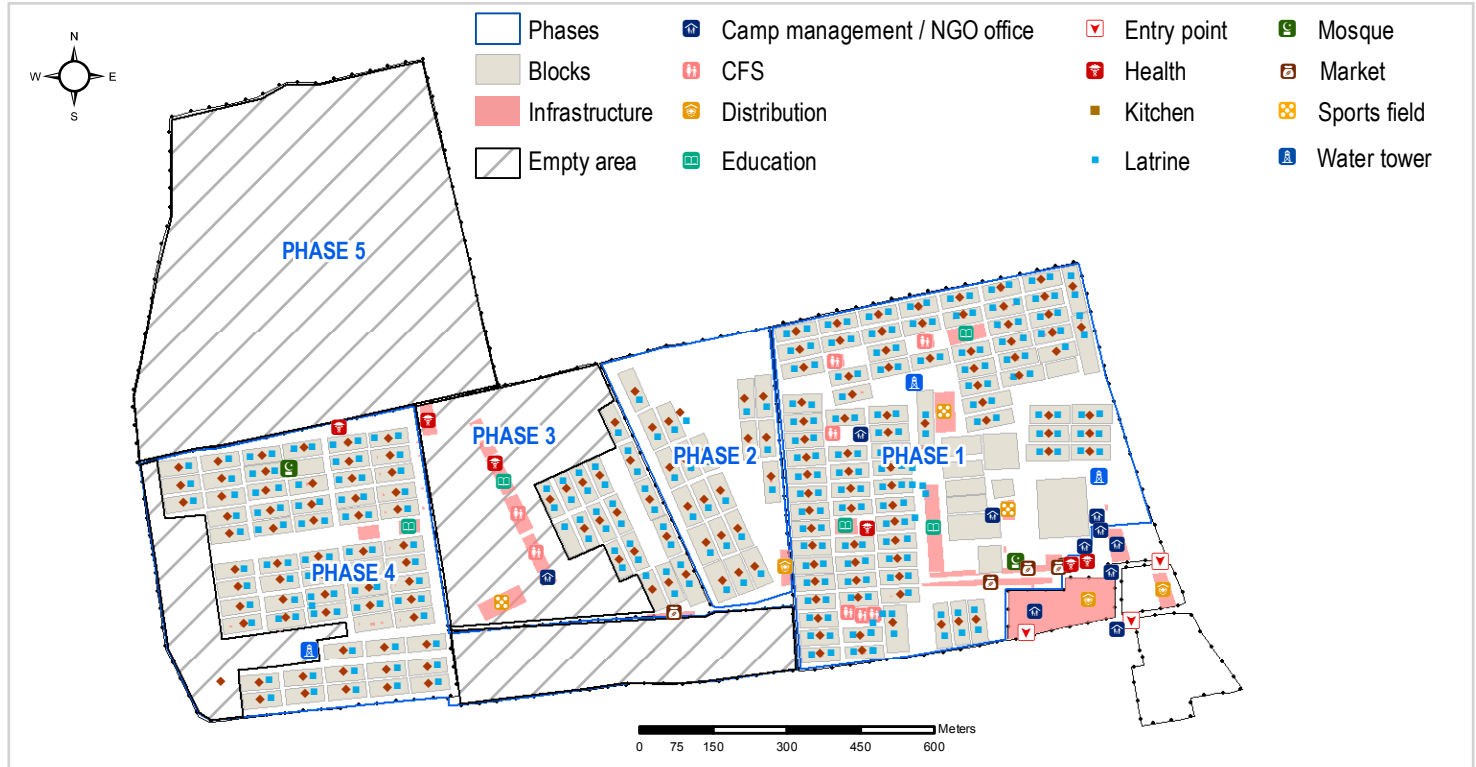 N
W
E
S
Phases
Camp management / NGO office
Entry point
Mosque
Blocks
CFS
Health
Market
Infrastructure
Distribution
Kitchen
Sports field
Empty area
Education
Latrine
Water tower
PHASE 5
PHASE 3
PHASE 2
PHASE 1
PHASE 4
Meters
0 75 150 300 450 600